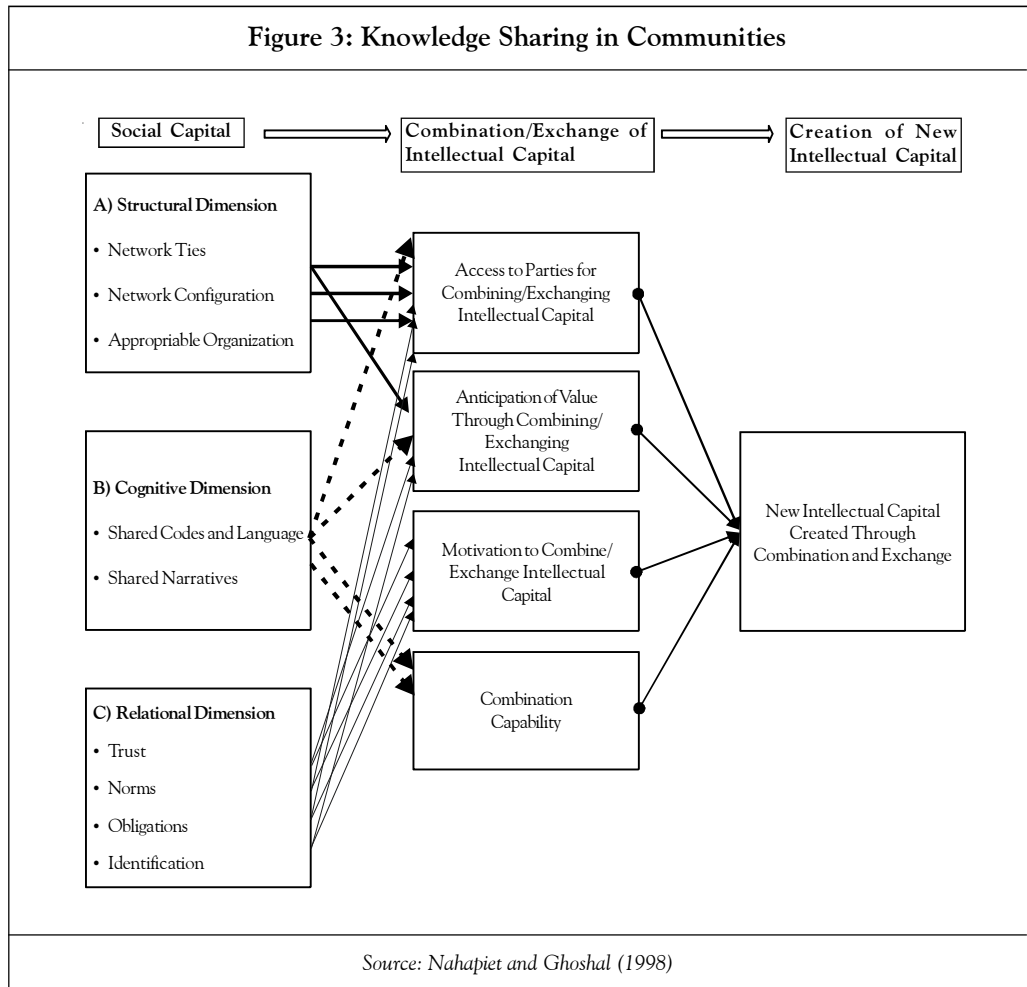 Figure 3: Knowledge Sharing in Communities
Social Capital
Combination/Exchange of
Intellectual Capital
Creation of New
Intellectual Capital
A) Structural Dimension
• Network Ties
• Network Configuration
• Appropriable Organization
B) Cognitive Dimension
• Shared Codes and Language
• Shared Narratives
C) Relational Dimension
• Trust
• Norms
• Obligations
• Identification
Access to Parties for
Combining/Exchanging
Intellectual Capital
Anticipation of Value
Through Combining/
Exchanging
Intellectual Capital
Motivation to Combine/
Exchange Intellectual
Capital
Combination
Capability
New Intellectual Capital
Created Through
Combination and Exchange
Source: Nahapiet and Ghoshal (1998)